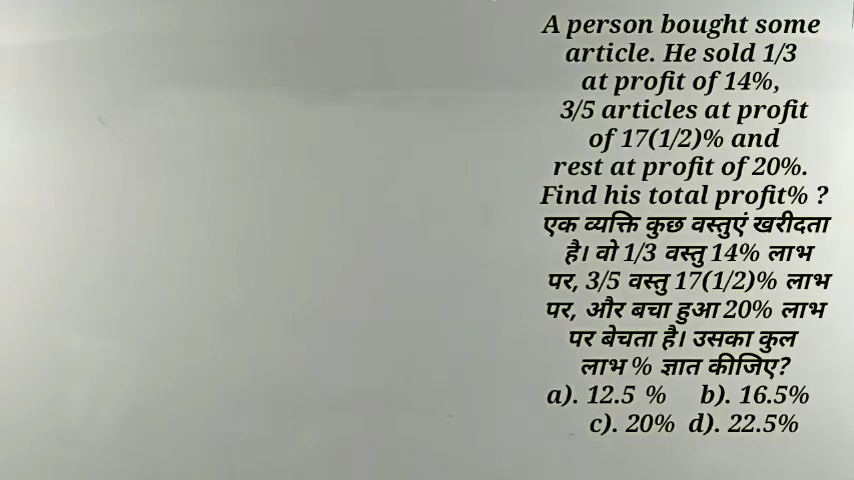 A person bought some
article. He sold 1/3
at profit of 14%,
3/5 articles at profit
of 17(1/2)% and
rest at profit of 20%.
Find his total profit% ?
एक व्यक्ति कुछ वस्तुएं खरीदता
है। वो 1/3 वस्तु 14% लाभ
पर, 3/5 वस्तु 17(1/2)% लाभ
पर, और बचा हुआ 20% लाभ
पर बेचता है। उसका कुल
लाभ % ज्ञात कीजिए?
a). 12.5 % b). 16.5%
c). 20% d). 22.5%